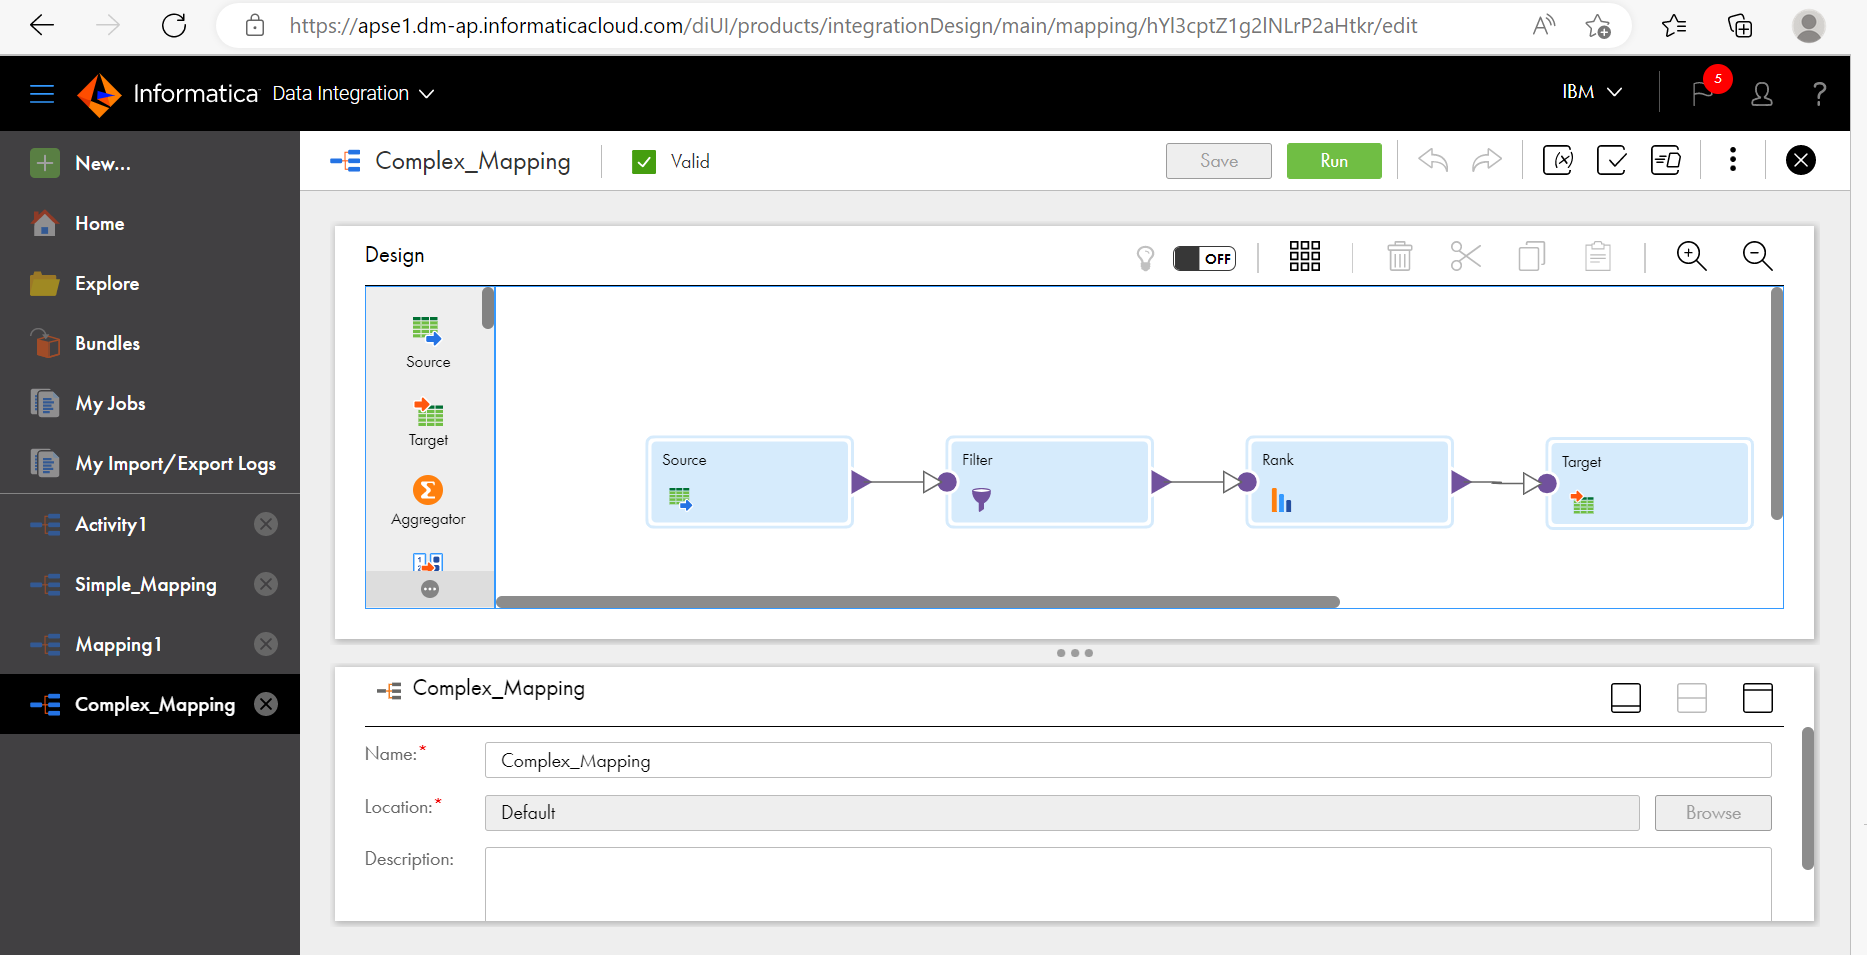 https://apse1.dm-ap.informaticacloud.com/diUI/products/integrationDesign/main/mapping/hYl3cptZ1g2lNLrP2aHtkr/edit
Informatica Data Integration
IBM
5
?
New...
Home
Explore
Bundles
My Jobs
My Import/Export Logs
Activity1
Simple_Mapping
Mapping1
Complex_Mapping
Complex_Mapping
Valid
Save
Run
Design
OFF
Source
Target
Aggregator
Source
Filter
Rank
Target
Complex_Mapping
Name:*
Complex_Mapping
Location:*
Default
Browse
Description: